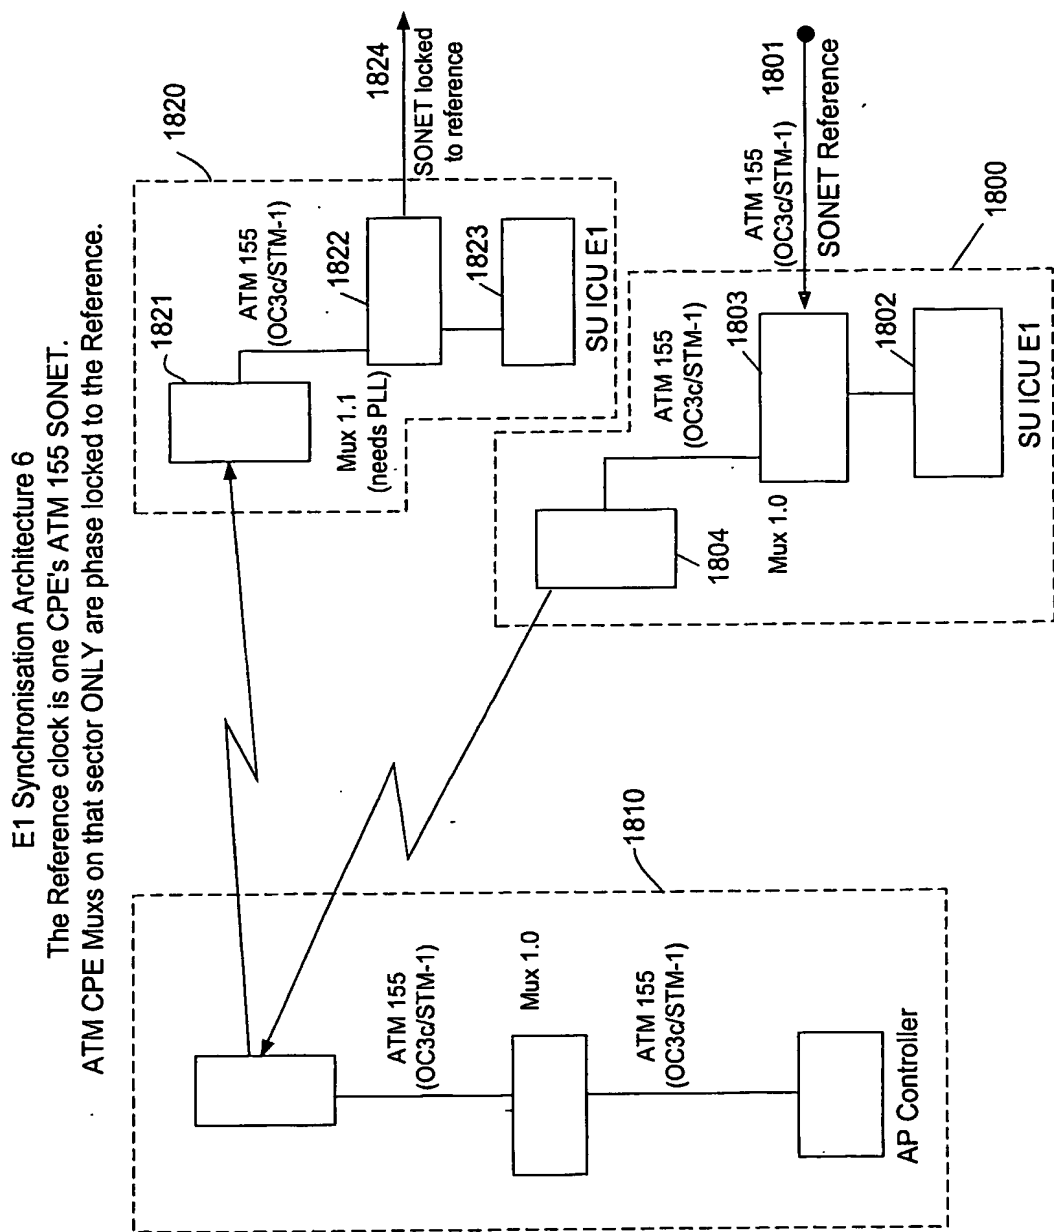 E1 Synchronisation Architecture 6
The Reference clock is one CPE's ATM 155 SONET.
ATM CPE Muxs on that sector ONLY are phase locked to the Reference.
1820
1821
ATM 155
(OC3c/STM-1)
1822
1824
SONET locked
to reference
Mux 1.1
(needs PLL)
1823
SU ICU E1
1810
ATM 155
(OC3c/STM-1)
Mux 1.0
ATM 155
(OC3c/STM-1)
AP Controller
1804
ATM 155
(OC3c/STM-1)
Mux 1.0
1803
ATM 155
(OC3c/STM-1)
1801
SONET Reference
1802
SU ICU E1
1800